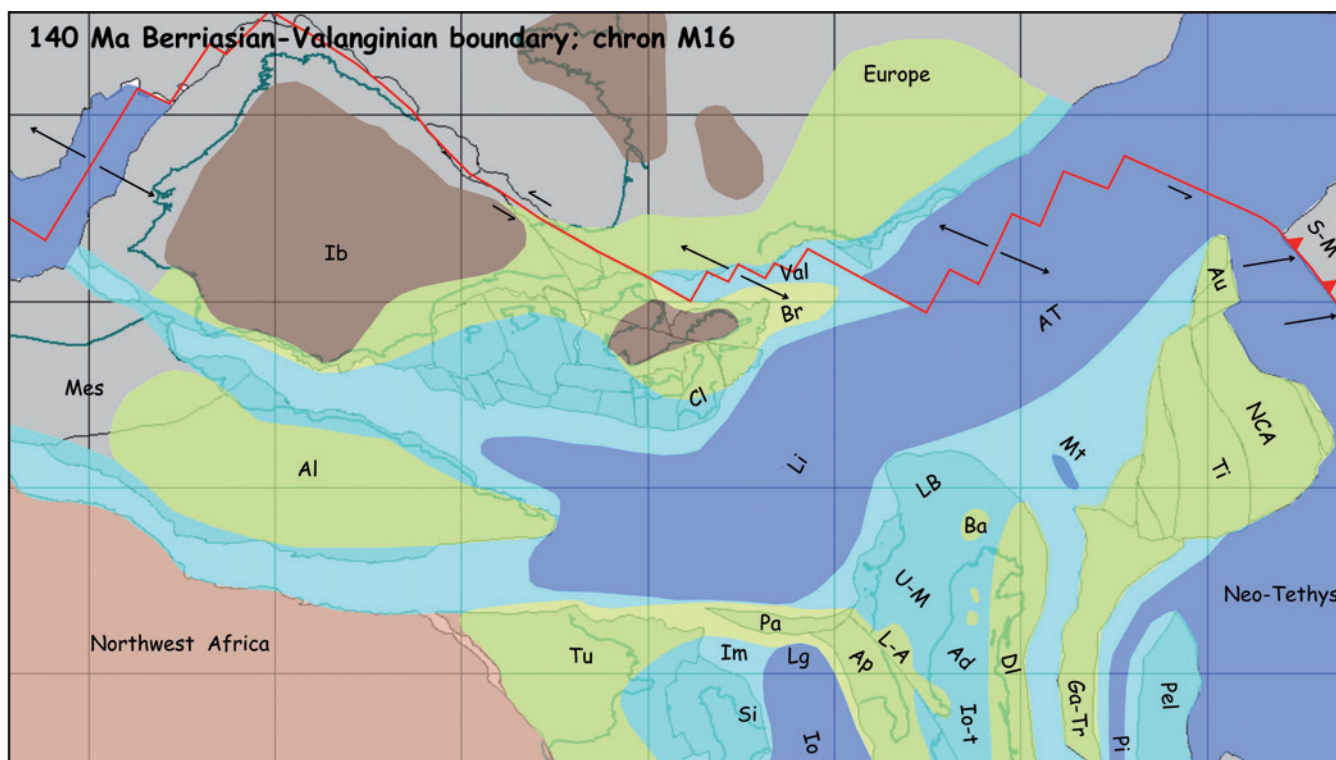 140 Ma Berriasian-Valanginian boundary; chron M16
Europe
S-M
Ib
Val
Au
Br
AT
Mes
Cl
NCA
Al
Li
Mt
Ti
LB
Ba
U-M
Neo-Tethys
Northwest Africa
Tu
Pa
Im
Lg
Ap
L-A
Ad
Dl
Ga-Tr
Pel
Si
Io
Io-t
Pi